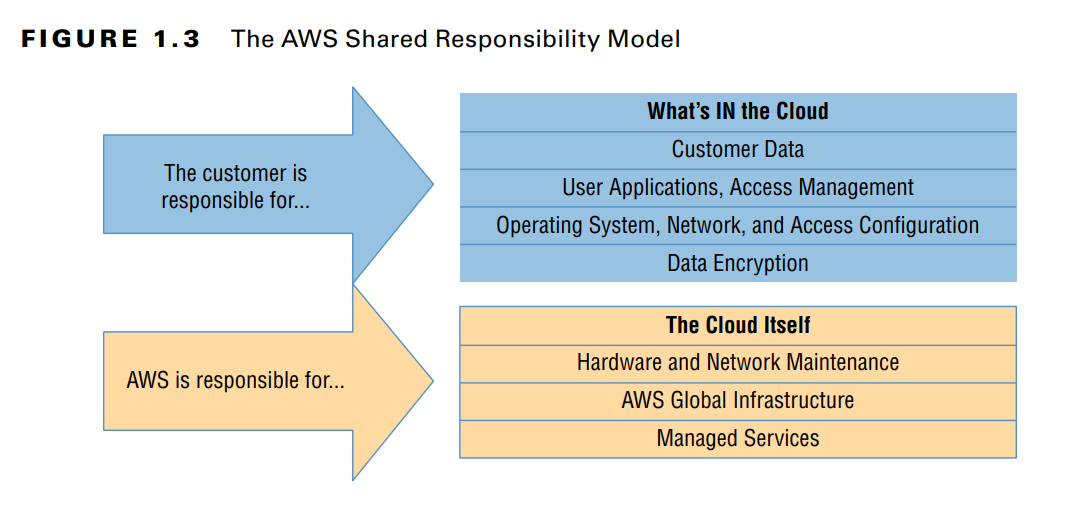 FIGURE 1.3 The AWS Shared Responsibility Model
The customer is
responsible for...
What’s IN the Cloud
Customer Data
User Applications, Access Management
Operating System, Network, and Access Configuration
Data Encryption
AWS is responsible for...
The Cloud Itself
Hardware and Network Maintenance
AWS Global Infrastructure
Managed Services